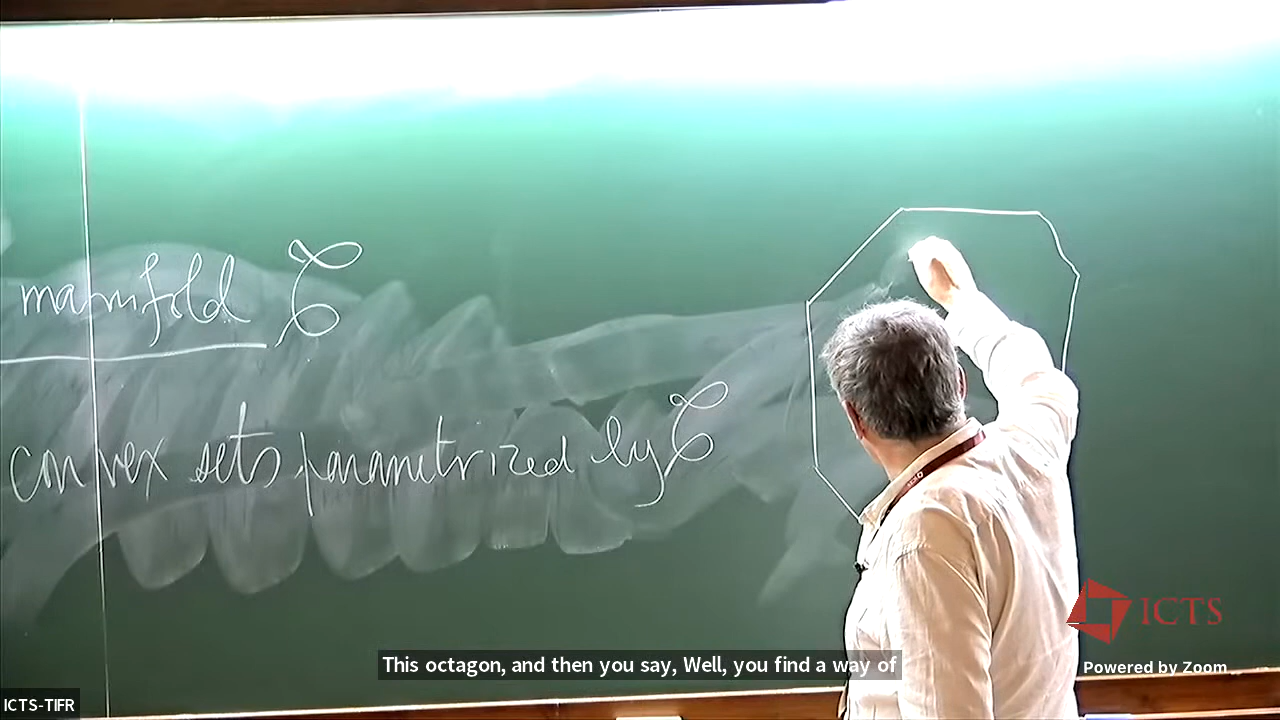 manifold C
convex sets parametrized by C
This octagon, and then you say, Well, you find a way of
ICTS
Powered by Zoom
ICTS-TIFR